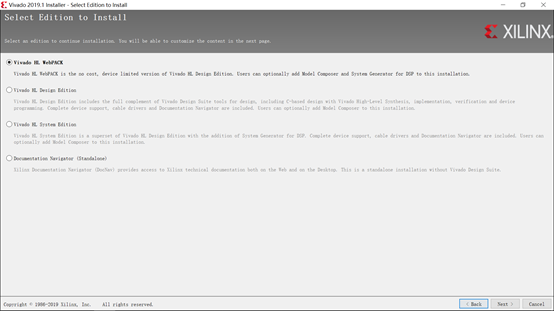 Vivado 2019.1 Installer - Select Edition to Install
Select Edition to Install
XILINX
Select an edition to continue installation. You will be able to customize the content in the next page.
Vivado HL WebPACK
Vivado HL WebPACK is the no cost, device limited version of Vivado HL Design Edition. Users can optionally add Model Composer and System Generator for DSP to this installation.
Vivado HL Design Edition
Vivado HL Design Edition includes the full complement of Vivado Design Suite tools for design, including C-based design with Vivado High-Level Synthesis, implementation, verification and device
programming. Complete device support, cable drivers and Documentation Navigator are included. Users can optionally add Model Composer to this installation.
Vivado HL System Edition
Vivado HL System Edition is a superset of Vivado HL Design Edition with the addition of System Generator for DSP. Complete device support, cable drivers and Documentation Navigator are included. Users can
optionally add Model Composer to this installation.
Documentation Navigator (Standalone)
Xilinx Documentation Navigator (DocNav) provides access to Xilinx technical documentation both on the Web and on the Desktop. This is a standalone installation without Vivado Design Suite.
Copyright © 1986-2019 Xilinx, Inc. All rights reserved.
< Back
Next >
Cancel